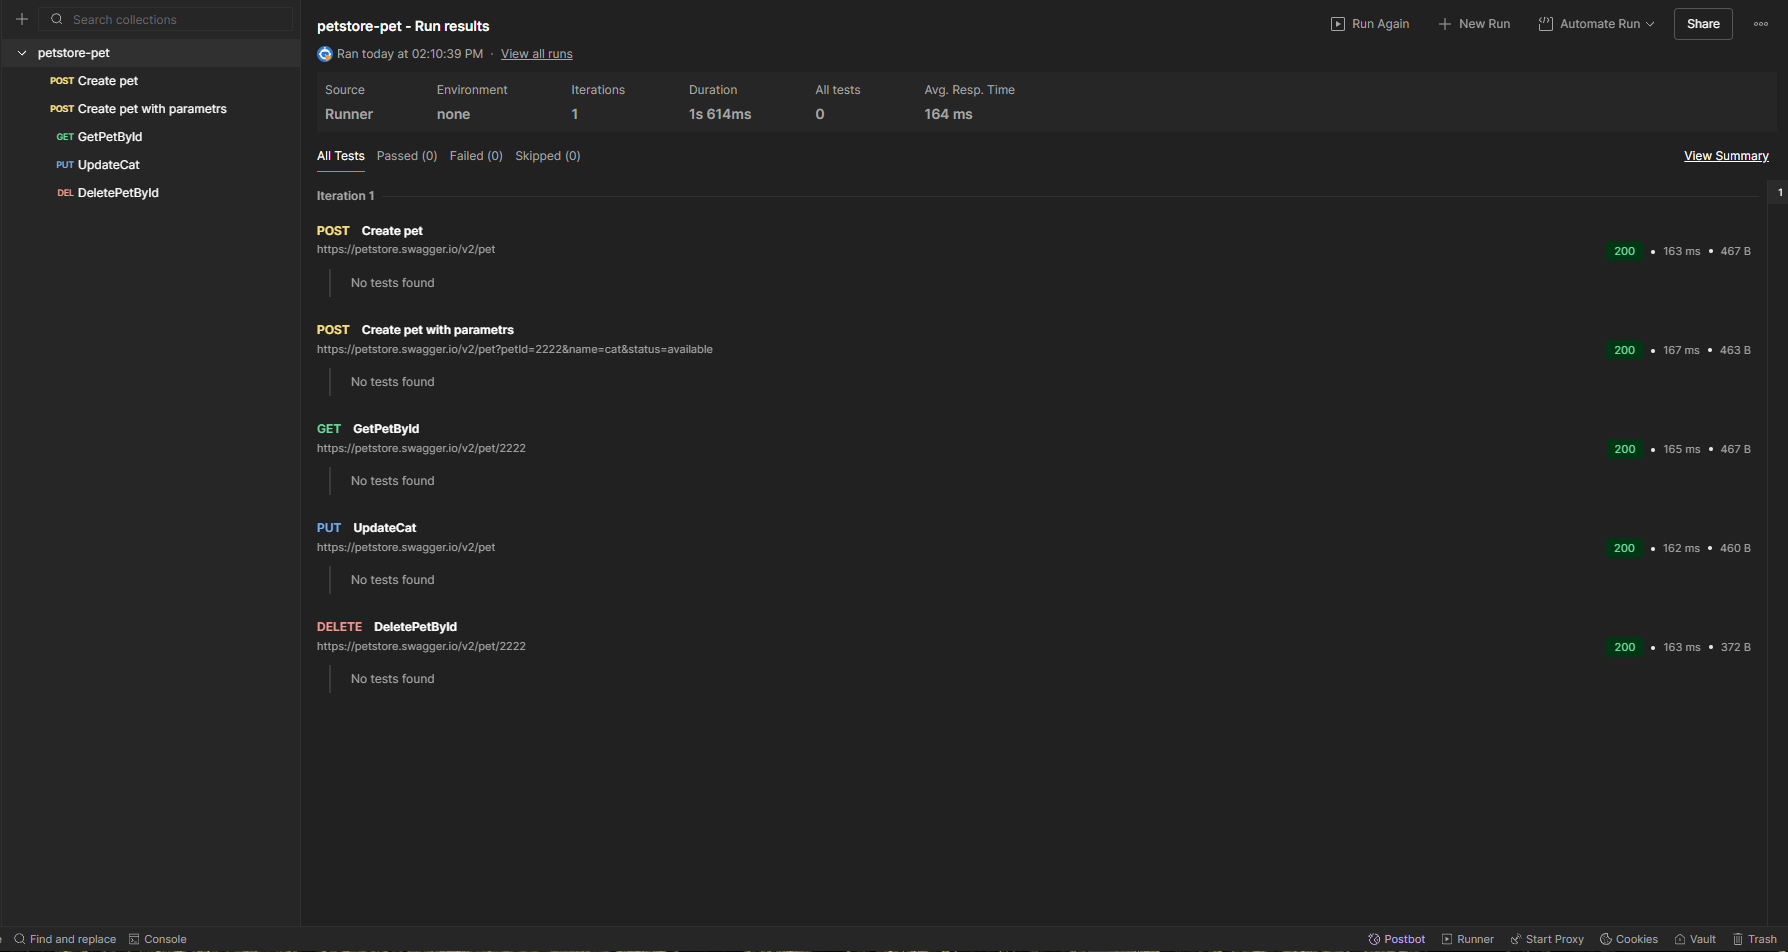 Search collections
petstore-pet
POST Create pet
POST Create pet with parametrs
GET GetPetById
PUT UpdateCat
DEL DeletePetById
petstore-pet - Run results
Run Again
New Run
Automate Run
Share
Ran today at 02:10:39 PM · View all runs
Source Environment Iterations Duration All tests Avg. Resp. Time
Runner none 1 1s 614ms 0 164 ms
All Tests Passed (0) Failed (0) Skipped (0) View Summary
Iteration 1
1
POST Create pet
https://petstore.swagger.io/v2/pet
200 • 163 ms • 467 B
No tests found
POST Create pet with parametrs
https://petstore.swagger.io/v2/pet?petId=2222&name=cat&status=available
200 • 167 ms • 463 B
No tests found
GET GetPetById
https://petstore.swagger.io/v2/pet/2222
200 • 165 ms • 467 B
No tests found
PUT UpdateCat
https://petstore.swagger.io/v2/pet
200 • 162 ms • 460 B
No tests found
DELETE DeletePetById
https://petstore.swagger.io/v2/pet/2222
200 • 163 ms • 372 B
No tests found
Find and replace Console Postbot Runner Start Proxy Cookies Vault Trash